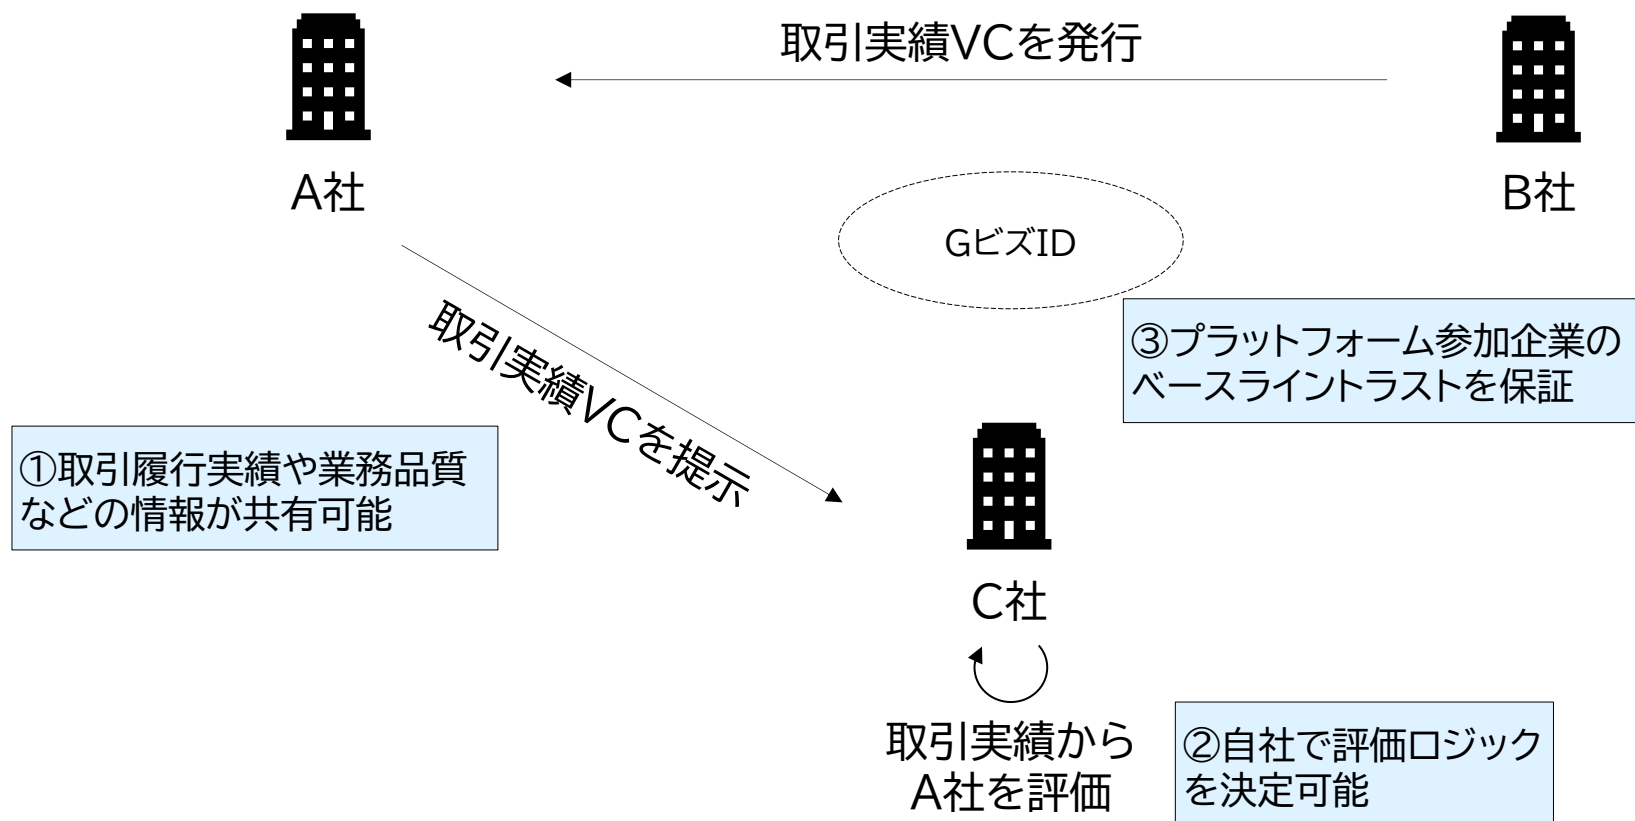 取引実績VCを発行
A社
B社
GビズID
取引実績VCを提示
③プラットフォーム参加企業の
ベースライントラストを保証
①取引履行実績や業務品質
などの情報が共有可能
C社
取引実績から
A社を評価
②自社で評価ロジック
を決定可能